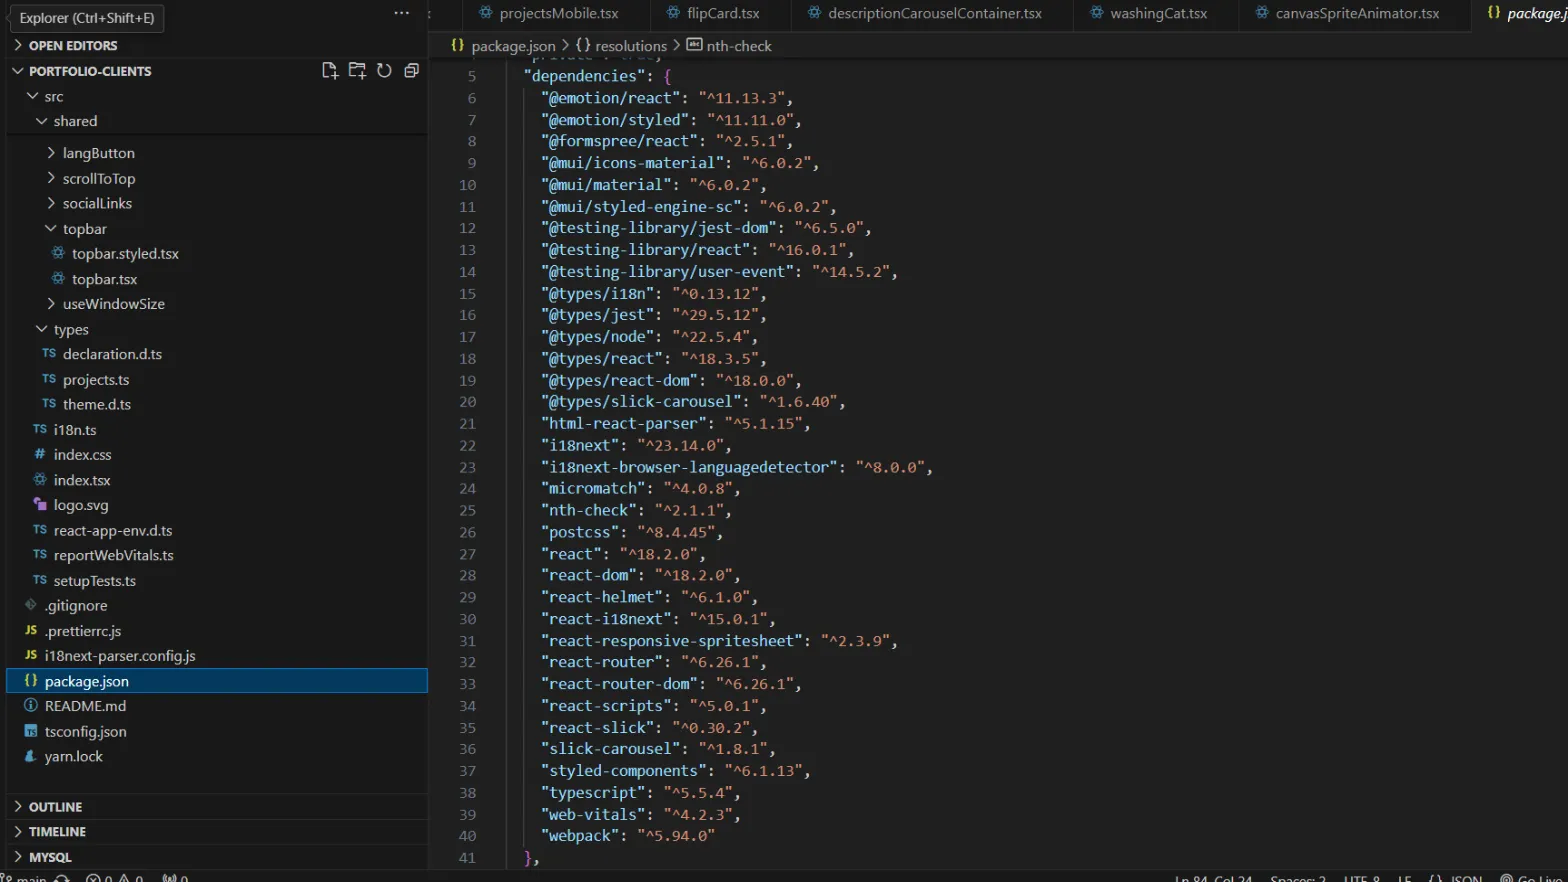 Explorer (Ctrl+Shift+E)
OPEN EDITORS
PORTFOLIO-CLIENTS
src
shared
langButton
scrollToTop
socialLinks
topbar
topbar.styled.tsx
topbar.tsx
useWindowSize
types
TS declaration.d.ts
TS projects.ts
TS theme.d.ts
TS i18n.ts
# index.css
index.tsx
logo.svg
TS react-app-env.d.ts
TS reportWebVitals.ts
TS setupTests.ts
.gitignore
JS .prettierrc.js
JS i18next-parser.config.js
{} package.json
README.md
tsconfig.json
yarn.lock
OUTLINE
TIMELINE
MYSQL
main 0 0 0
projectsMobile.tsx flipCard.tsx descriptionCarouselContainer.tsx washingCat.tsx canvasSpriteAnimator.tsx {} package.j
{} package.json > {} resolutions > abc nth-check
"private": true,
5 "dependencies": {
6 "@emotion/react": "^11.13.3",
7 "@emotion/styled": "^11.11.0",
8 "@formspree/react": "^2.5.1",
9 "@mui/icons-material": "^6.0.2",
10 "@mui/material": "^6.0.2",
11 "@mui/styled-engine-sc": "^6.0.2",
12 "@testing-library/jest-dom": "^6.5.0",
13 "@testing-library/react": "^16.0.1",
14 "@testing-library/user-event": "^14.5.2",
15 "@types/i18n": "^0.13.12",
16 "@types/jest": "^29.5.12",
17 "@types/node": "^22.5.4",
18 "@types/react": "^18.3.5",
19 "@types/react-dom": "^18.0.0",
20 "@types/slick-carousel": "^1.6.40",
21 "html-react-parser": "^5.1.15",
22 "i18next": "^23.14.0",
23 "i18next-browser-languagedetector": "^8.0.0",
24 "micromatch": "^4.0.8",
25 "nth-check": "^2.1.1",
26 "postcss": "^8.4.45",
27 "react": "^18.2.0",
28 "react-dom": "^18.2.0",
29 "react-helmet": "^6.1.0",
30 "react-i18next": "^15.0.1",
31 "react-responsive-spritesheet": "^2.3.9",
32 "react-router": "^6.26.1",
33 "react-router-dom": "^6.26.1",
34 "react-scripts": "^5.0.1",
35 "react-slick": "^0.30.2",
36 "slick-carousel": "^1.8.1",
37 "styled-components": "^6.1.13",
38 "typescript": "^5.5.4",
39 "web-vitals": "^4.2.3",
40 "webpack": "^5.94.0"
41 },
Ln 84, Col 24 Spaces: 2 UTF-8 LF {} JSON Go Live